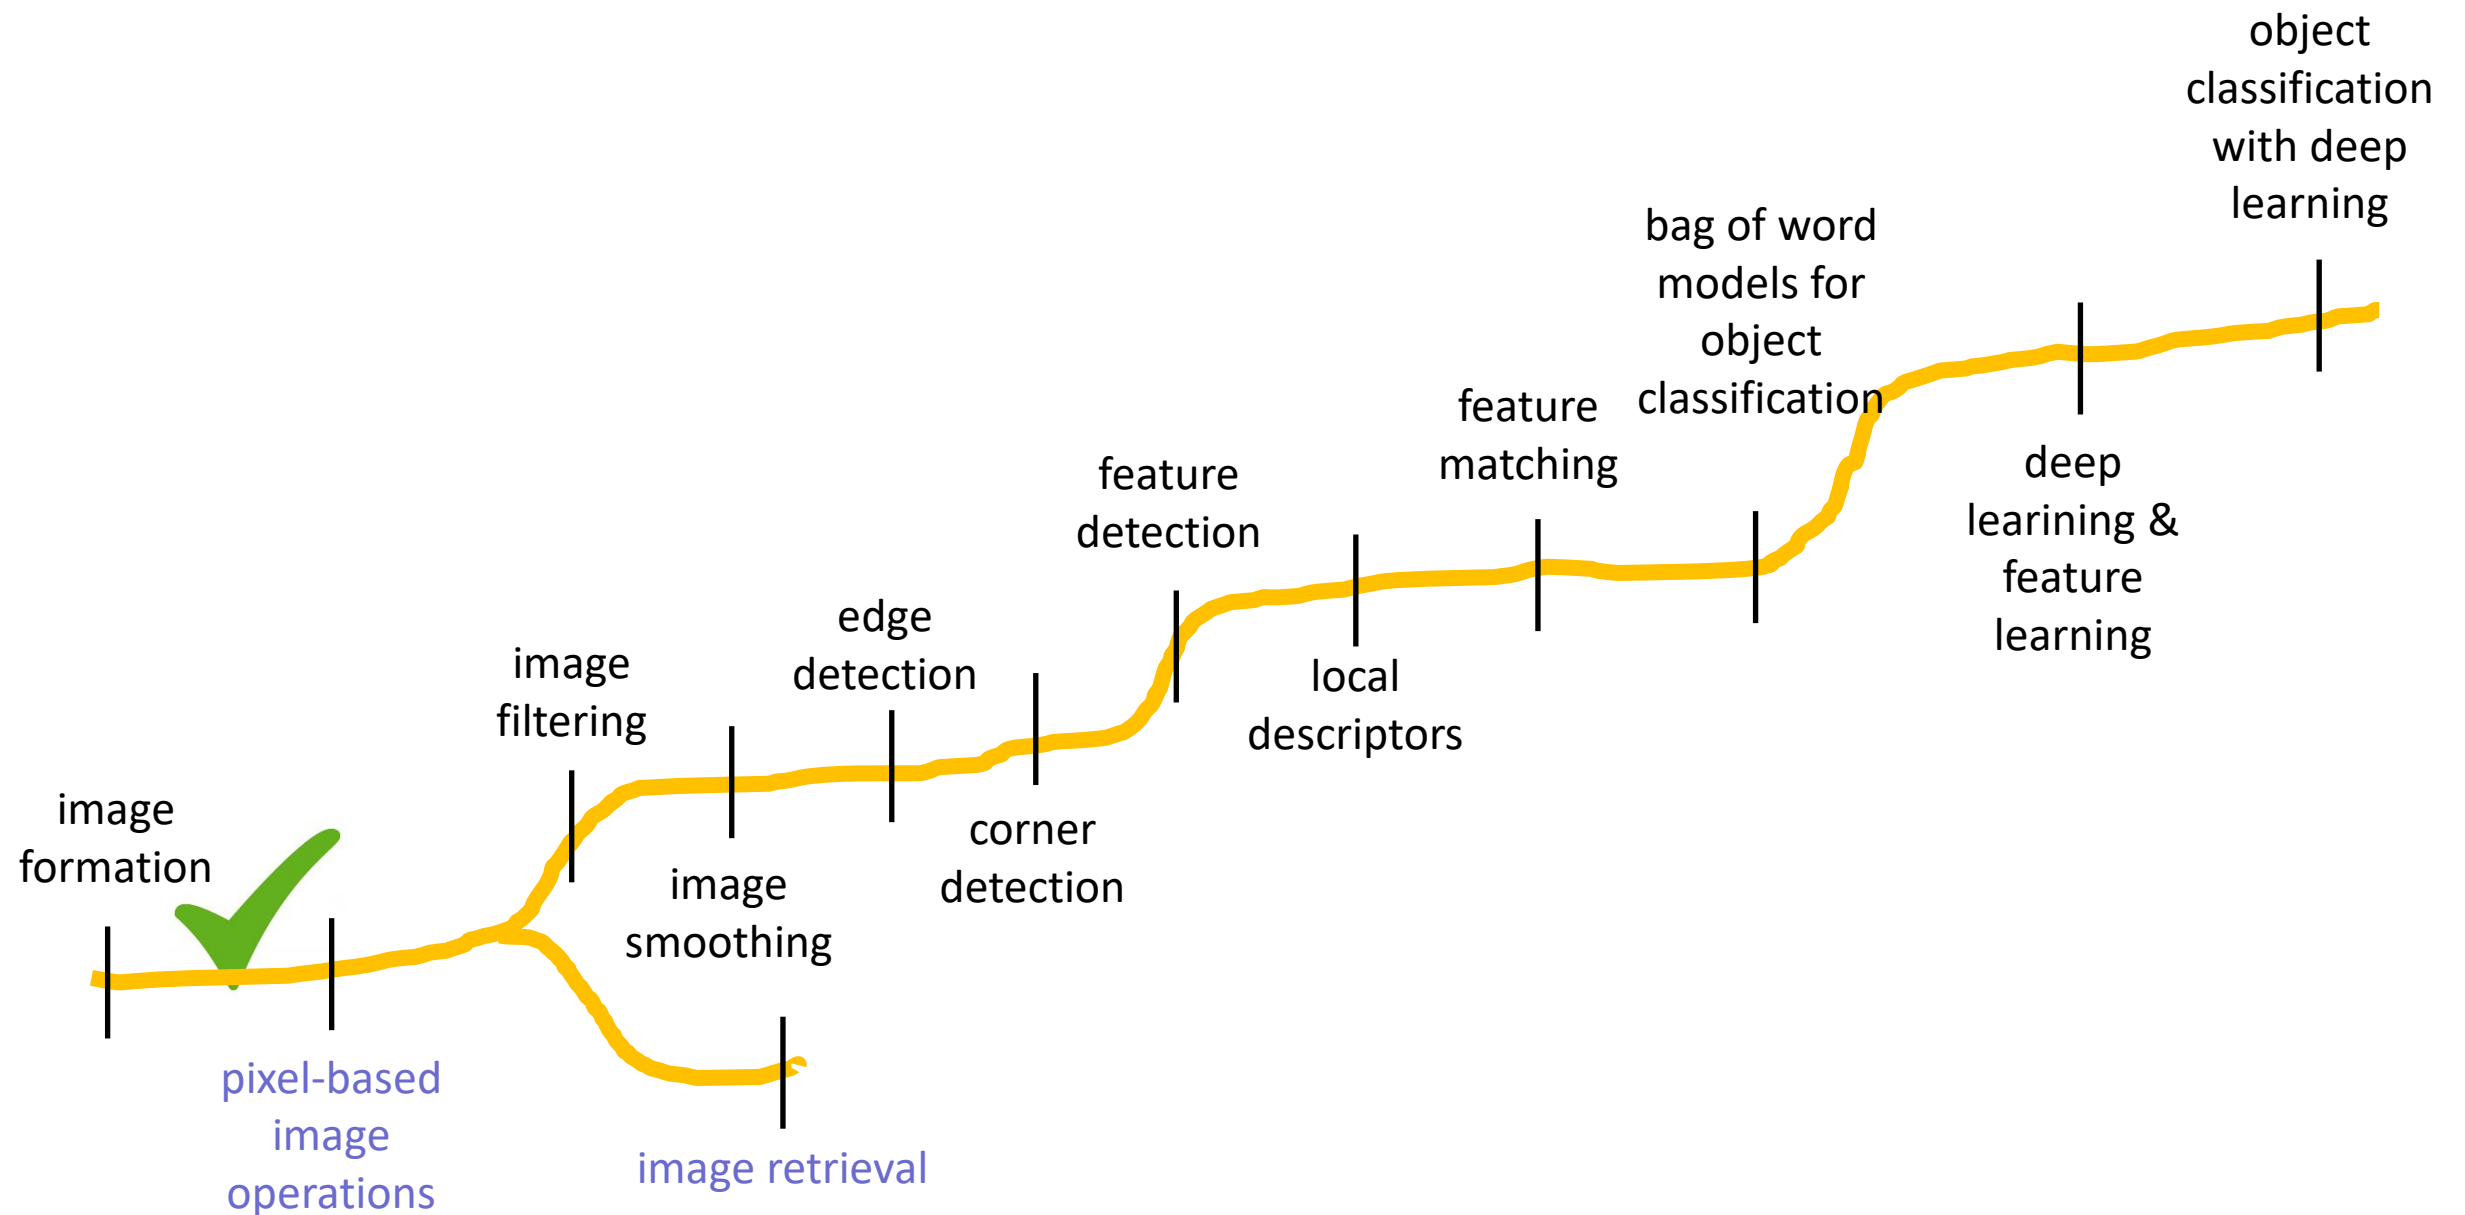 image
formation
pixel-based
image
operations
image
filtering
image
smoothing
image retrieval
edge
detection
corner
detection
feature
detection
local
descriptors
feature
matching
bag of word
models for
object
classification
deep
learining &
feature
learning
object
classification
with deep
learning